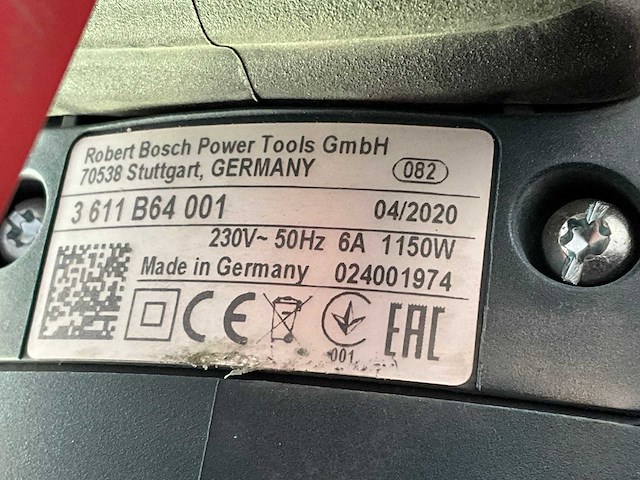 Robert Bosch Power Tools GmbH
70538 Stuttgart, GERMANY 082
3 611 B64 001 04/2020
230V~ 50Hz 6A 1150W
Made in Germany 024001974
CE EAC
001